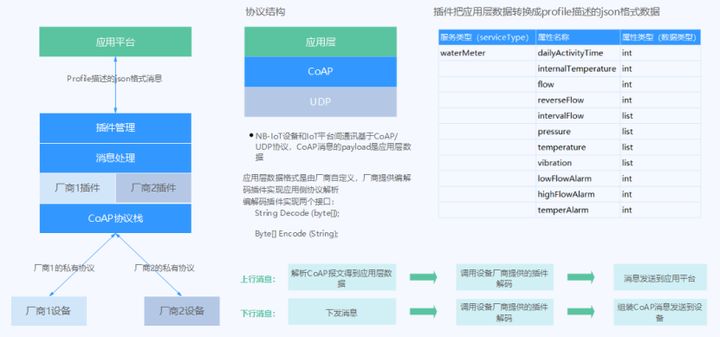 应用平台
Profile描述的json格式消息
插件管理
消息处理
厂商1插件
厂商2插件
CoAP协议栈
厂商1的私有协议
厂商2的私有协议
厂商1设备
厂商2设备
协议结构
应用层
CoAP
UDP
● NB-IoT设备和IoT平台间通讯基于CoAP/
UDP协议，CoAP消息的payload是应用层数
据
应用层数据格式是由厂商自定义，厂商提供编解
码插件实现应用侧协议解析
编解码插件实现两个接口：
String Decode (byte[]);
Byte[] Encode (String);
插件把应用层数据转换成profile描述的json格式数据
服务类型（serviceType） 属性名称 属性类型（数据类型）
waterMeter dailyActivityTime int
internalTemperature int
flow int
reverseFlow int
intervalFlow list
pressure list
temperature list
vibration list
lowFlowAlarm int
highFlowAlarm int
temperAlarm int
上行消息：
解析CoAP报文得到应用层
数据
调用设备厂商提供的插件
解码
消息发送到应用平台
下行消息：
下发消息
调用设备厂商提供的插件
解码
组装CoAP消息发送到设
备